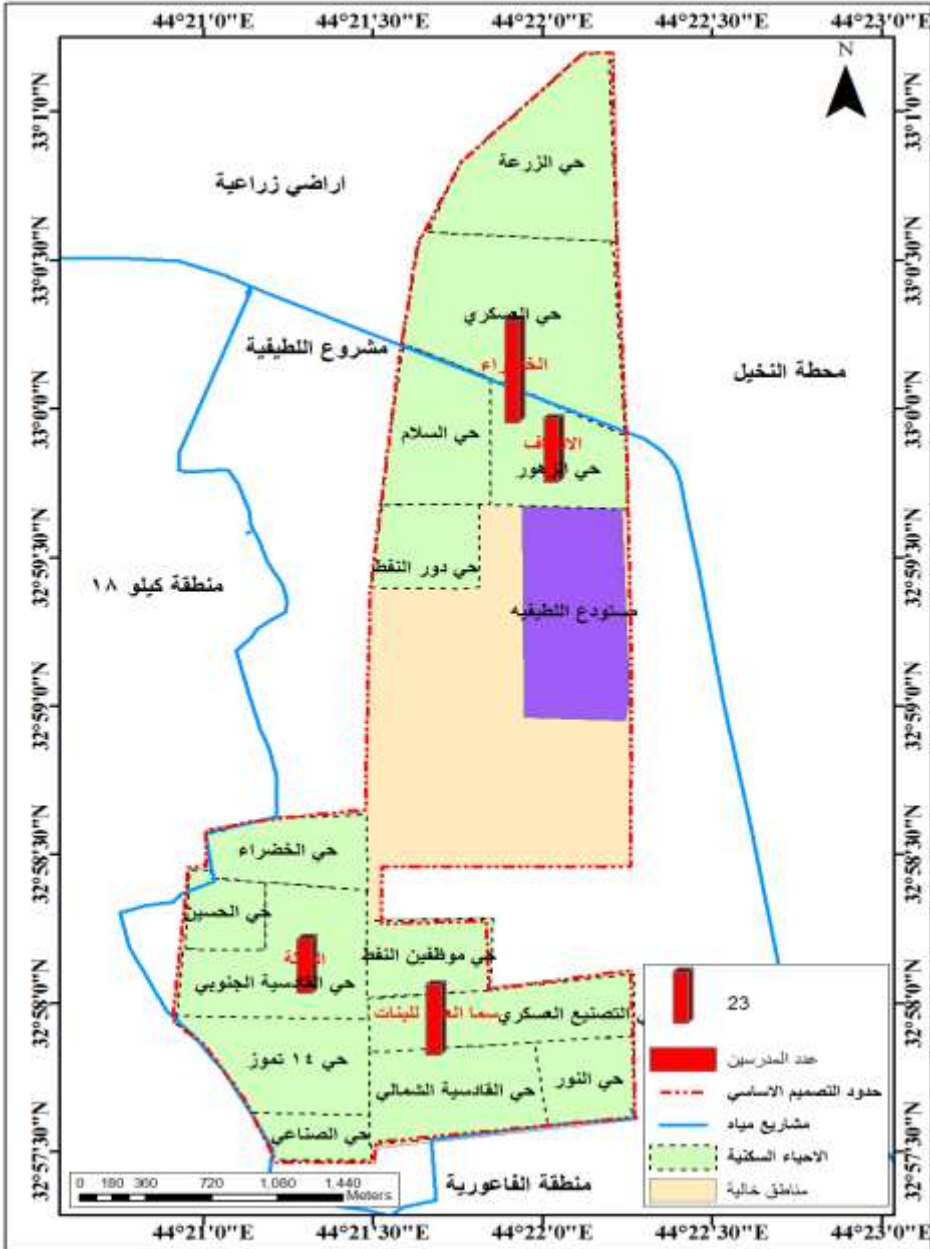 44°21'0"E 44°21'30"E 44°22'0"E 44°22'30"E 44°23'0"E
N
33°1'0"N 33°1'0"N
حي الزرعة
اراضي زراعية
33°0'30"N 33°0'30"N
حي العسكري
مشروع اللطيفية
محطة النخيل
33°0'0"N 33°0'0"N
حي السلام
حي الزهور
32°59'30"N 32°59'30"N
حي دور النفط
منطقة كيلو ١٨
مستودع اللطيفيه
32°59'0"N 32°59'0"N
32°58'30"N 32°58'30"N
حي الخضراء
حي الحسين
حي موظفين النفط
حي القادسية الجنوبي
32°58'0"N 32°58'0"N
للبنات
سما
التصنيع العسكري
حي ١٤ تموز
حي النور
حي القادسية الشمالي
حي الصناعي
32°57'30"N 32°57'30"N
منطقة الفاعورية
23
عدد المدرسين
حدود التصميم الاساسي
مشاريع مياه
الاحياء السكنية
مناطق خالية
0 180 360 720 1,080 1,440
Meters
44°21'0"E 44°21'30"E 44°22'0"E 44°22'30"E 44°23'0"E